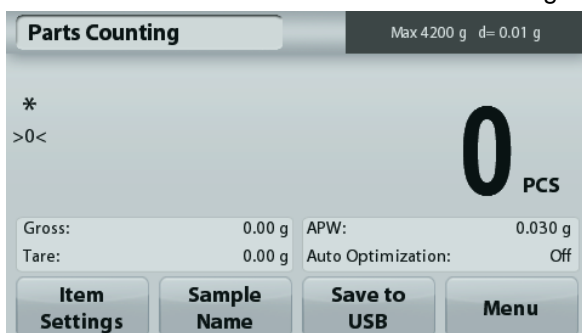 Parts Counting
Max 4200 g d= 0.01 g
*
>0<
0 PCS
Gross: 0.00 g APW: 0.030 g
Tare: 0.00 g Auto Optimization: Off
Item Settings
Sample Name
Save to USB
Menu